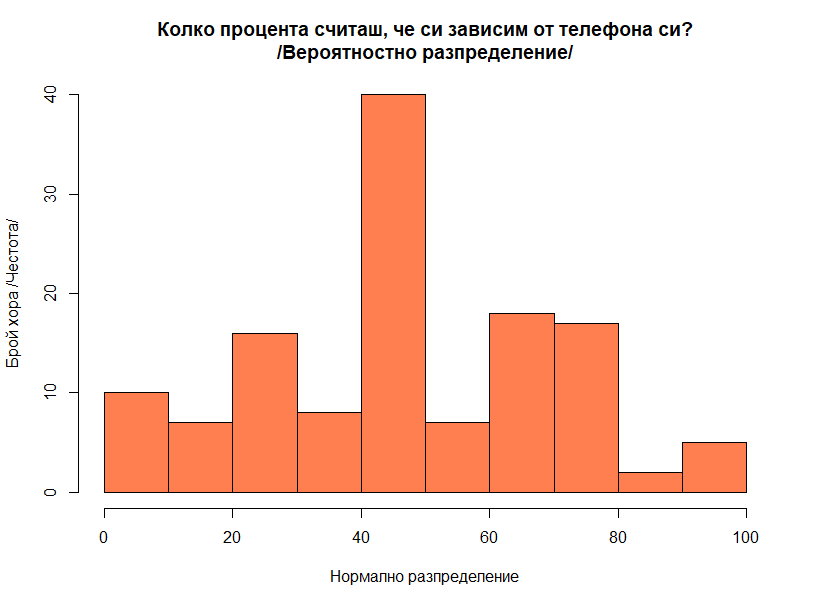 Колко процента считаш, че си зависим от телефона си?
/Вероятностно разпределение/
Брой хора /Честота/
40
30
20
10
0
0 20 40 60 80 100
Нормално разпределение